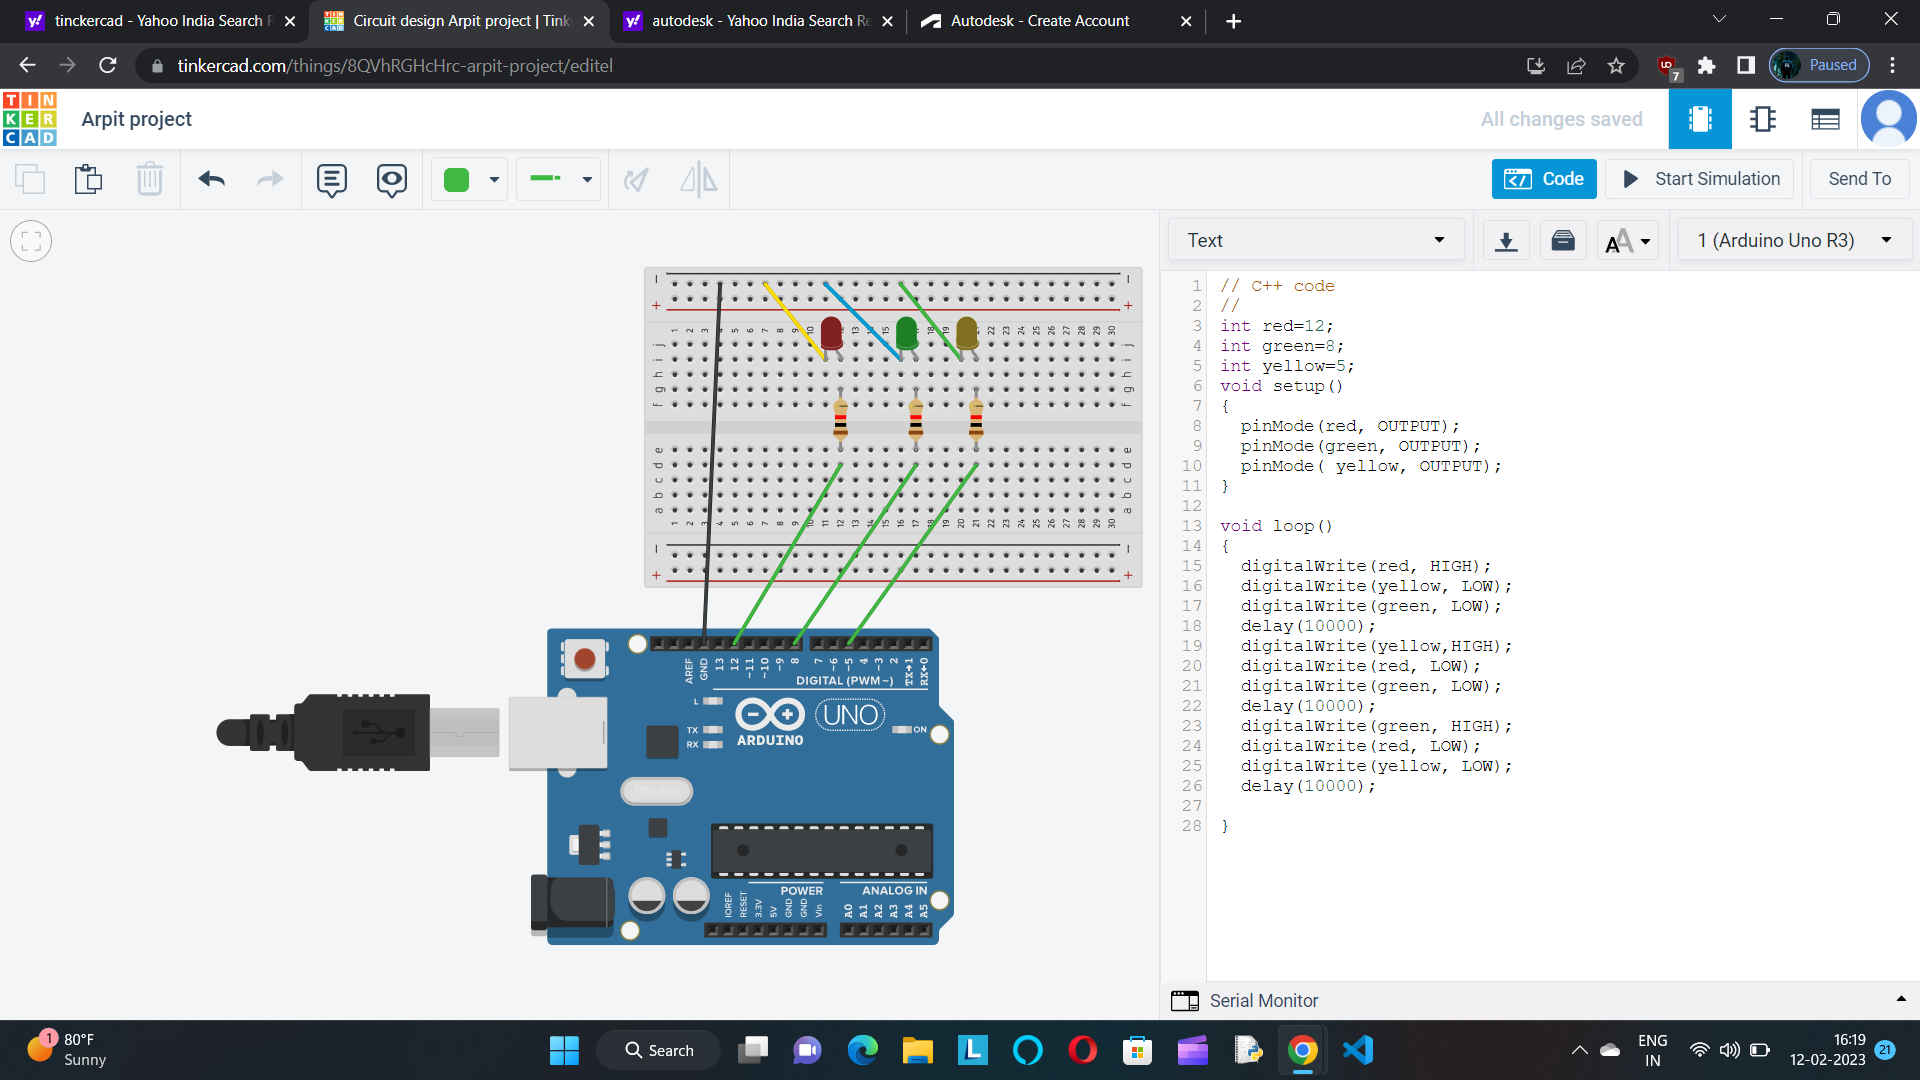 tinckercad - Yahoo India Search R
Circuit design Arpit project | Tink
autodesk - Yahoo India Search Re
Autodesk - Create Account
tinkercad.com/things/8QVhRGHcHrc-arpit-project/editel
7
Paused
TIN
KER
CAD
Arpit project
All changes saved
Code
Start Simulation
Send To
Text
1 (Arduino Uno R3)
1 // C++ code
2 //
3 int red=12;
4 int green=8;
5 int yellow=5;
6 void setup()
7 {
8 pinMode(red, OUTPUT);
9 pinMode(green, OUTPUT);
10 pinMode( yellow, OUTPUT);
11 }
12
13 void loop()
14 {
15 digitalWrite(red, HIGH);
16 digitalWrite(yellow, LOW);
17 digitalWrite(green, LOW);
18 delay(10000);
19 digitalWrite(yellow,HIGH);
20 digitalWrite(red, LOW);
21 digitalWrite(green, LOW);
22 delay(10000);
23 digitalWrite(green, HIGH);
24 digitalWrite(red, LOW);
25 digitalWrite(yellow, LOW);
26 delay(10000);
27
28 }
AREF GND 13 12 ~11 ~10 ~9 8 7 ~6 ~5 4 ~3 2 TX→1 RX←0
DIGITAL (PWM~)
L
TX
RX
UNO
ARDUINO
ON
POWER
ANALOG IN
IOREF RESET 3.3V 5V GND GND Vin A0 A1 A2 A3 A4 A5
Serial Monitor
1
80°F
Sunny
Search
ENG
IN
16:19
12-02-2023
21